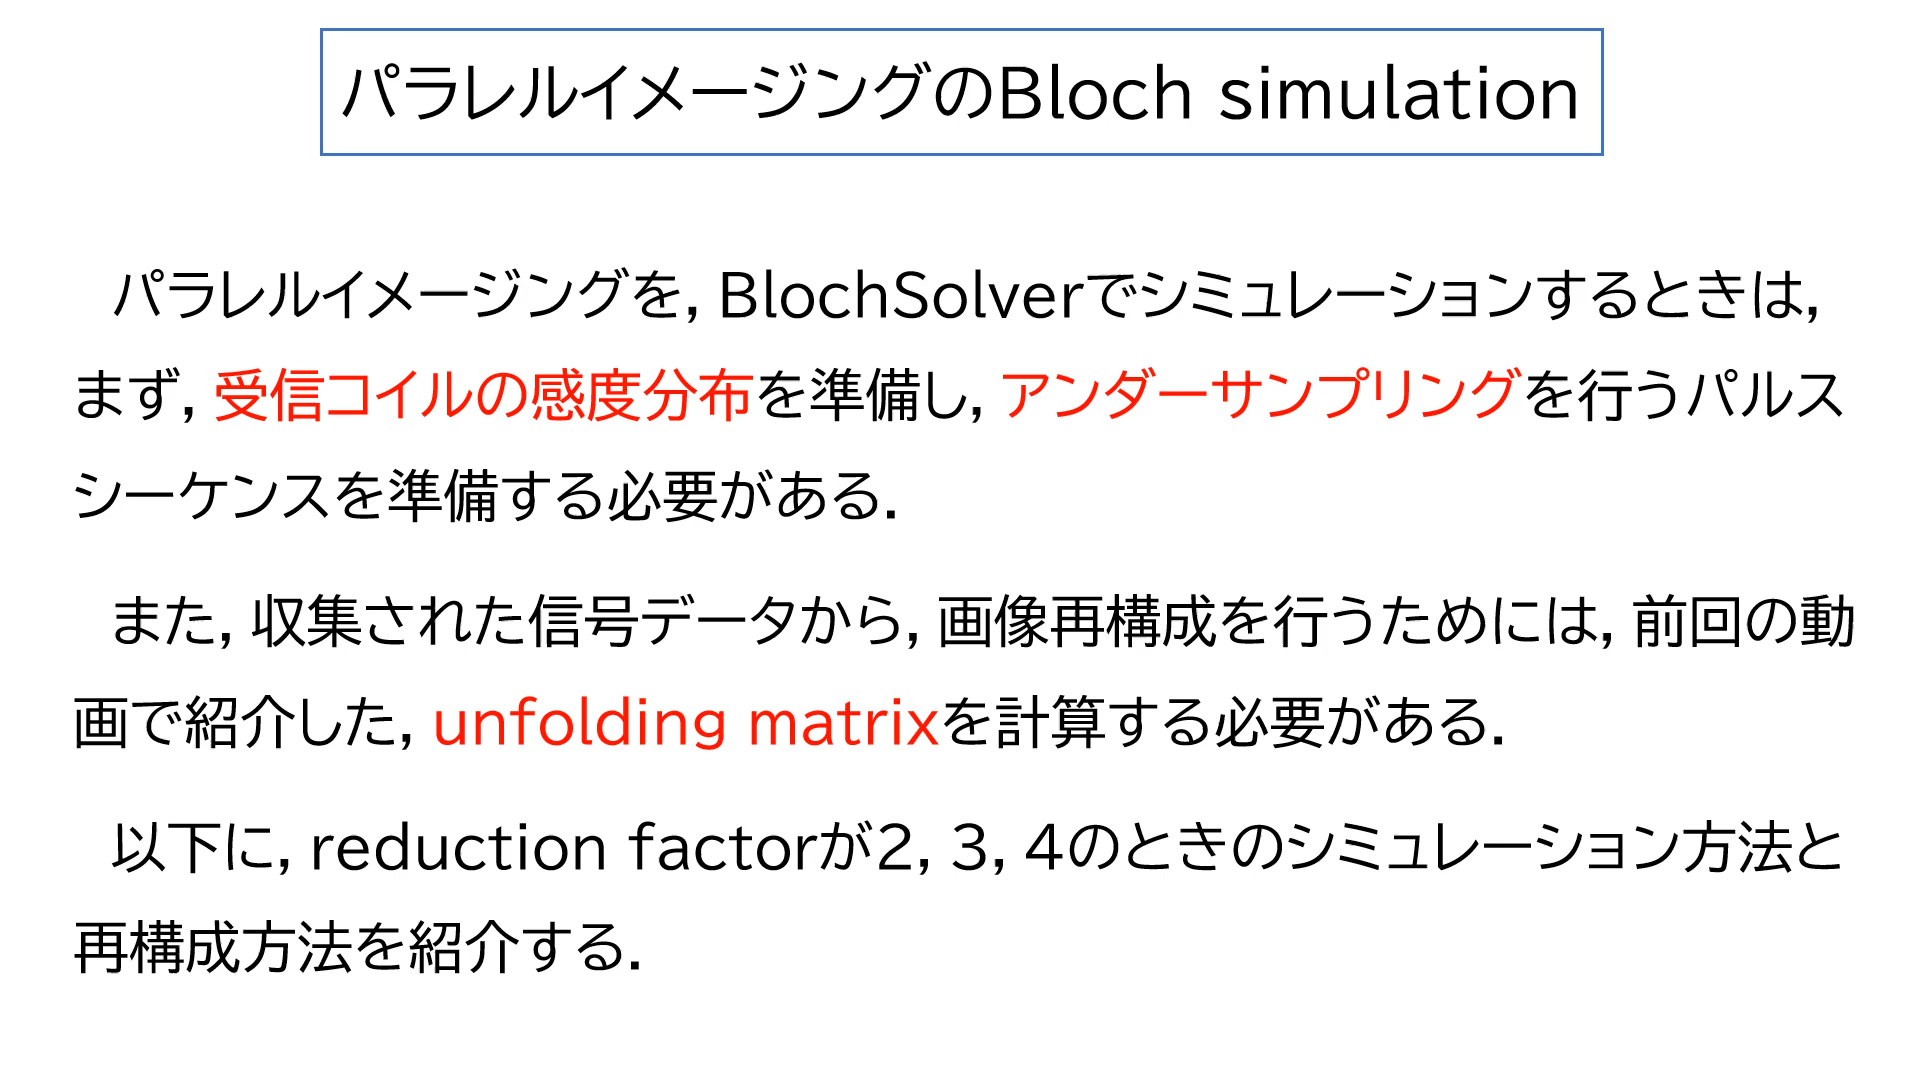 パラレルイメージングのBloch simulation
パラレルイメージングを, BlochSolverでシミュレーションするときは,
まず, 受信コイルの感度分布を準備し, アンダーサンプリングを行うパルス
シーケンスを準備する必要がある.
また, 収集された信号データから, 画像再構成を行うためには, 前回の動
画で紹介した, unfolding matrixを計算する必要がある.
以下に, reduction factorが2, 3, 4のときのシミュレーション方法と
再構成方法を紹介する.